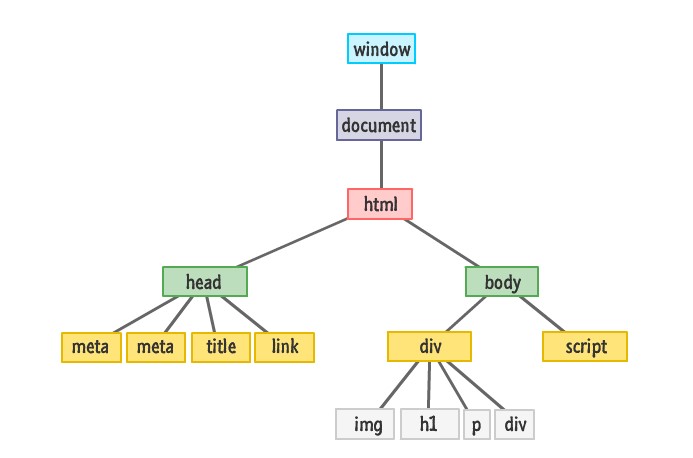 window
document
html
head body
meta meta title link div script
img h1 p div